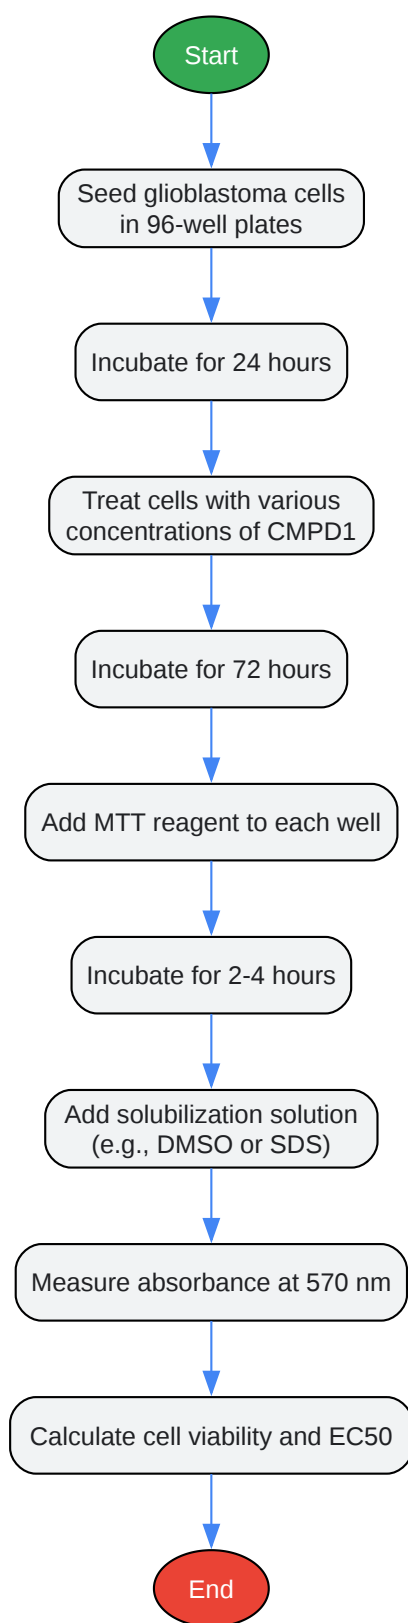 Start
Seed glioblastoma cells
in 96-well plates
Incubate for 24 hours
Treat cells with various
concentrations of CMPD1
Incubate for 72 hours
Add MTT reagent to each well
Incubate for 2-4 hours
Add solubilization solution
(e.g., DMSO or SDS)
Measure absorbance at 570 nm
Calculate cell viability and EC50
End